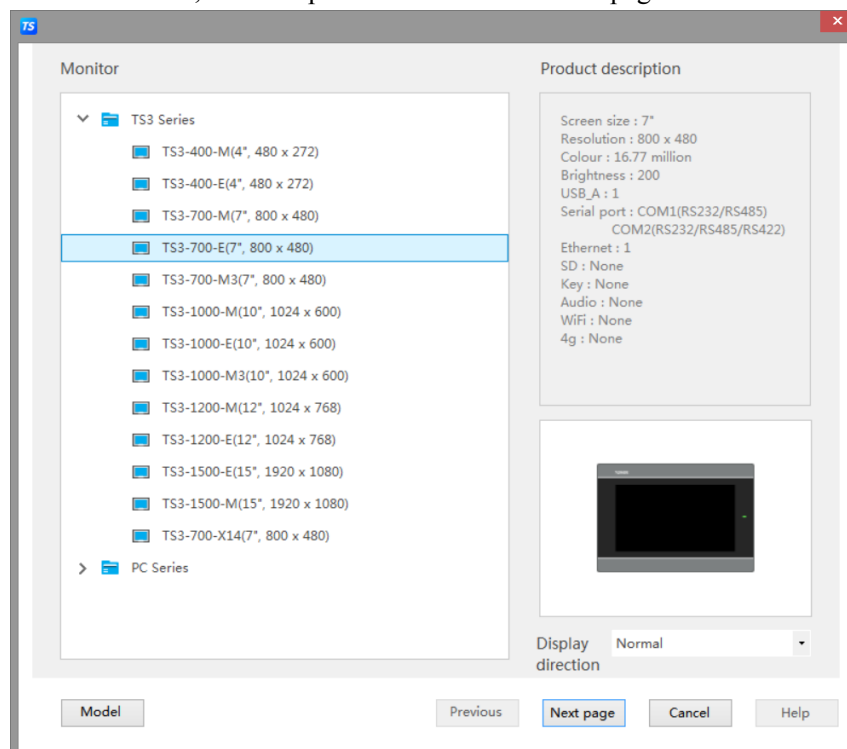 TS
Monitor
TS3 Series
TS3-400-M(4", 480 x 272)
TS3-400-E(4", 480 x 272)
TS3-700-M(7", 800 x 480)
TS3-700-E(7", 800 x 480)
TS3-700-M3(7", 800 x 480)
TS3-1000-M(10", 1024 x 600)
TS3-1000-E(10", 1024 x 600)
TS3-1000-M3(10", 1024 x 600)
TS3-1200-M(12", 1024 x 768)
TS3-1200-E(12", 1024 x 768)
TS3-1500-E(15", 1920 x 1080)
TS3-1500-M(15", 1920 x 1080)
TS3-700-X14(7", 800 x 480)
PC Series
Product description
Screen size : 7"
Resolution : 800 x 480
Colour : 16.77 million
Brightness : 200
USB_A : 1
Serial port : COM1(RS232/RS485)
COM2(RS232/RS485/RS422)
Ethernet : 1
SD : None
Key : None
Audio : None
WiFi : None
4g : None
Display direction
Normal
Model
Previous
Next page
Cancel
Help